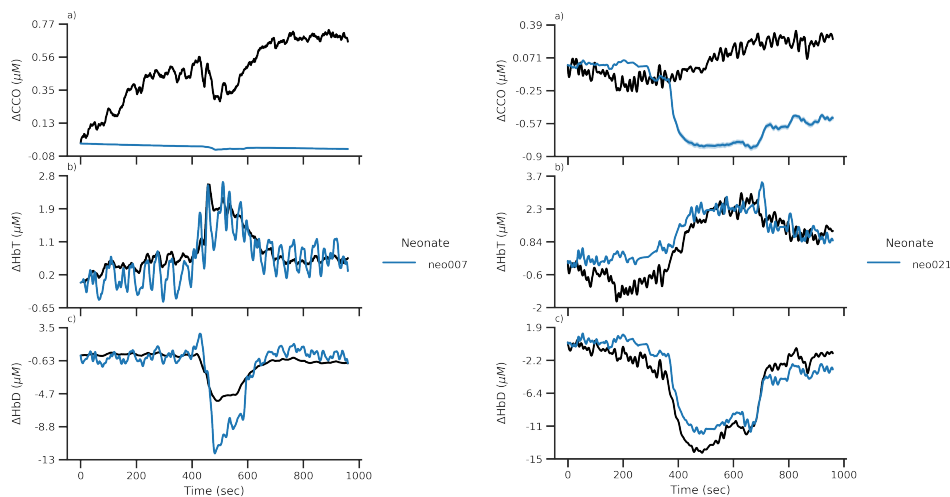 a)
0.77
0.56
0.35
0.13
-0.08
ΔCCO (μM)
b)
2.8
1.9
1.1
0.2
-0.65
ΔHbT (μM)
c)
3.5
-0.63
-4.7
-8.8
-13
ΔHbD (μM)
0 200 400 600 800 1000
Time (sec)
Neonate
neo007
a)
0.39
0.071
-0.25
-0.57
-0.9
ΔCCO (μM)
b)
3.7
2.3
0.84
-0.6
-2
ΔHbT (μM)
c)
1.9
-2.2
-6.4
-11
-15
ΔHbD (μM)
0 200 400 600 800 1000
Time (sec)
Neonate
neo021